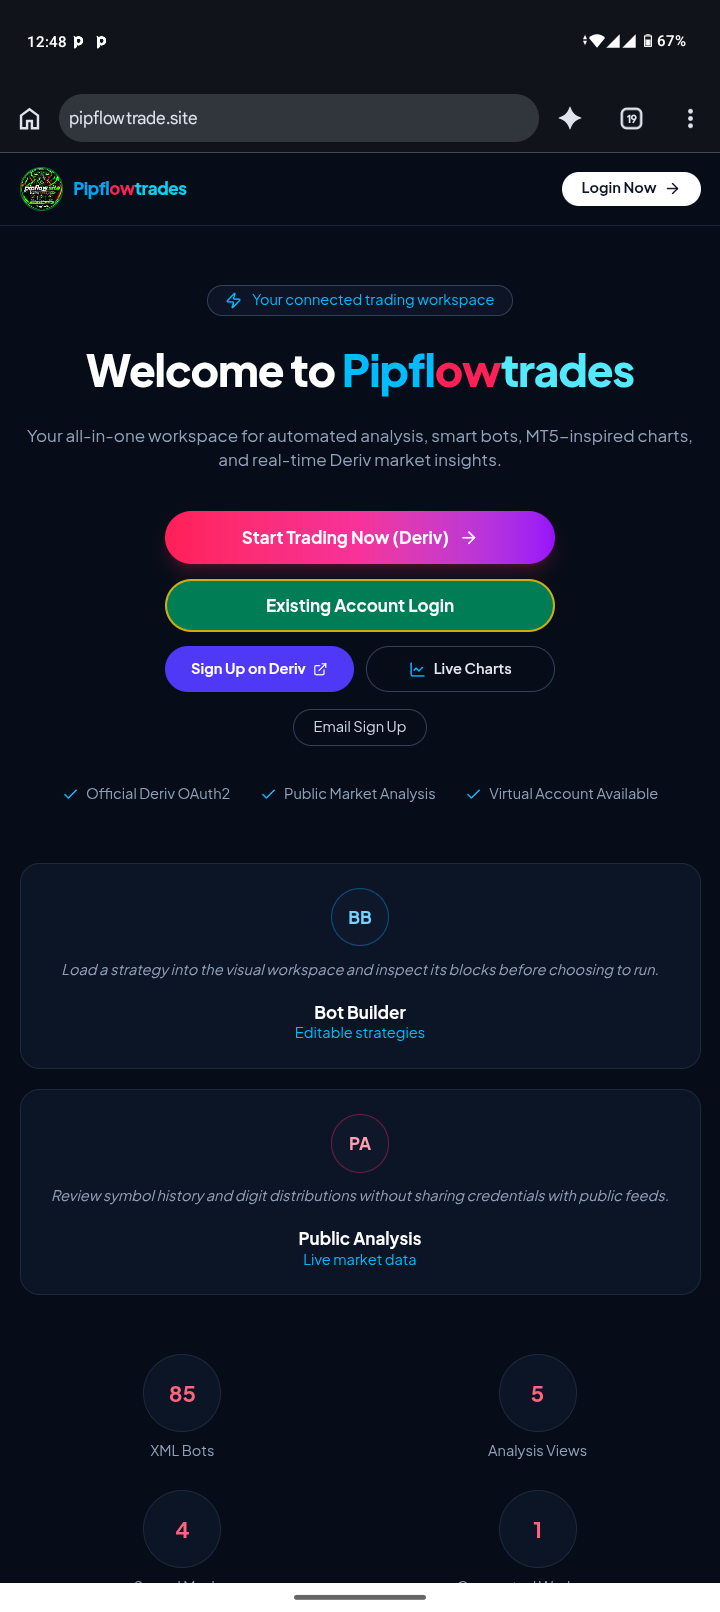 12:48
67%
pipflowtrade.site
19
Pipflowtrades
Login Now
Your connected trading workspace
Welcome to Pipflowtrades
Your all-in-one workspace for automated analysis, smart bots, MT5-inspired charts,
and real-time Deriv market insights.
Start Trading Now (Deriv)
Existing Account Login
Sign Up on Deriv
Live Charts
Email Sign Up
Official Deriv OAuth2
Public Market Analysis
Virtual Account Available
BB
Load a strategy into the visual workspace and inspect its blocks before choosing to run.
Bot Builder
Editable strategies
PA
Review symbol history and digit distributions without sharing credentials with public feeds.
Public Analysis
Live market data
85
5
XML Bots
Analysis Views
4
1